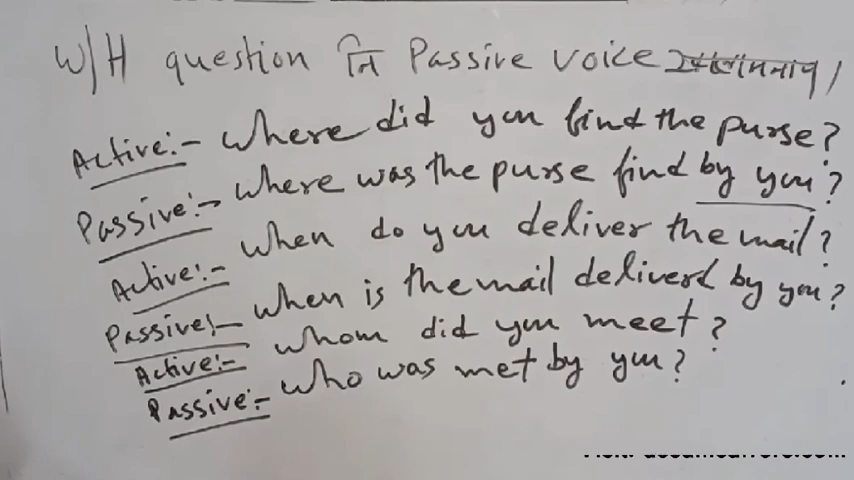 W/H question कि Passive voice
Active:- where did you find the purse?
Passive:- where was the purse find by you?
Active:- when do you deliver the mail?
Passive:- when is the mail deliverd by you?
Active:- whom did you meet?
Passive:- who was met by you?